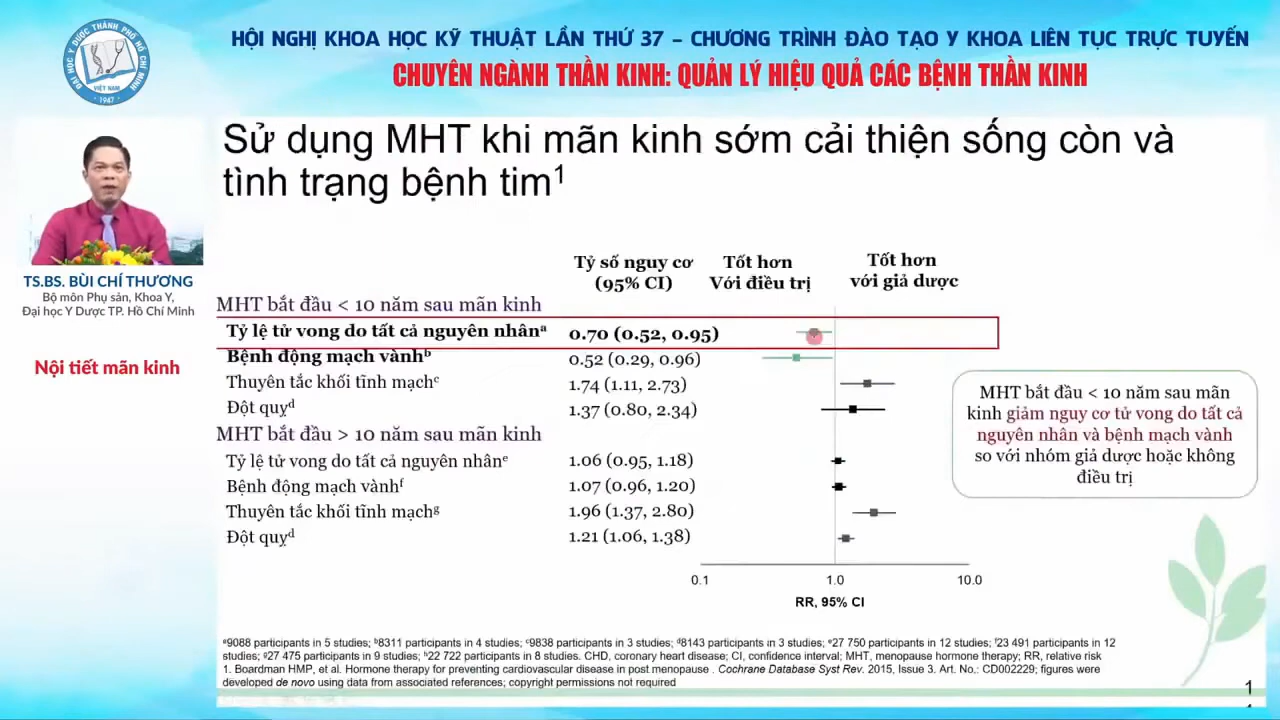 ĐẠI HỌC Y DƯỢC THÀNH PHỐ HỒ CHÍ MINH
VIỆT NAM
1947
HỘI NGHỊ KHOA HỌC KỸ THUẬT LẦN THỨ 37 – CHƯƠNG TRÌNH ĐÀO TẠO Y KHOA LIÊN TỤC TRỰC TUYẾN
CHUYÊN NGÀNH THẦN KINH: QUẢN LÝ HIỆU QUẢ CÁC BỆNH THẦN KINH
TS.BS. BÙI CHÍ THƯƠNG
Bộ môn Phụ sản, Khoa Y,
Đại học Y Dược TP. Hồ Chí Minh
Nội tiết mãn kinh
Sử dụng MHT khi mãn kinh sớm cải thiện sống còn và
tình trạng bệnh tim1
Tỷ số nguy cơ Tốt hơn Tốt hơn
(95% CI) Với điều trị với giả dược
MHT bắt đầu < 10 năm sau mãn kinh
Tỷ lệ tử vong do tất cả nguyên nhâna 0.70 (0.52, 0.95)
Bệnh động mạch vànhb 0.52 (0.29, 0.96)
Thuyên tắc khối tĩnh mạchc 1.74 (1.11, 2.73)
Đột quỵd 1.37 (0.80, 2.34)
MHT bắt đầu > 10 năm sau mãn kinh
Tỷ lệ tử vong do tất cả nguyên nhâne 1.06 (0.95, 1.18)
Bệnh động mạch vànhf 1.07 (0.96, 1.20)
Thuyên tắc khối tĩnh mạchg 1.96 (1.37, 2.80)
Đột quỵd 1.21 (1.06, 1.38)
0.1 1.0 10.0
RR, 95% CI
MHT bắt đầu < 10 năm sau mãn
kinh giảm nguy cơ tử vong do tất cả
nguyên nhân và bệnh mạch vành
so với nhóm giả dược hoặc không
điều trị
a9088 participants in 5 studies; b8311 participants in 4 studies; c9838 participants in 3 studies; d8143 participants in 3 studies; e27 750 participants in 12 studies; f23 491 participants in 12
studies; g27 475 participants in 9 studies; h22 722 participants in 8 studies. CHD, coronary heart disease; CI, confidence interval; MHT, menopause hormone therapy; RR, relative risk
1. Boardman HMP, et al. Hormone therapy for preventing cardiovascular disease in post menopause . Cochrane Database Syst Rev. 2015, Issue 3. Art. No.: CD002229; figures were
developed de novo using data from associated references; copyright permissions not required